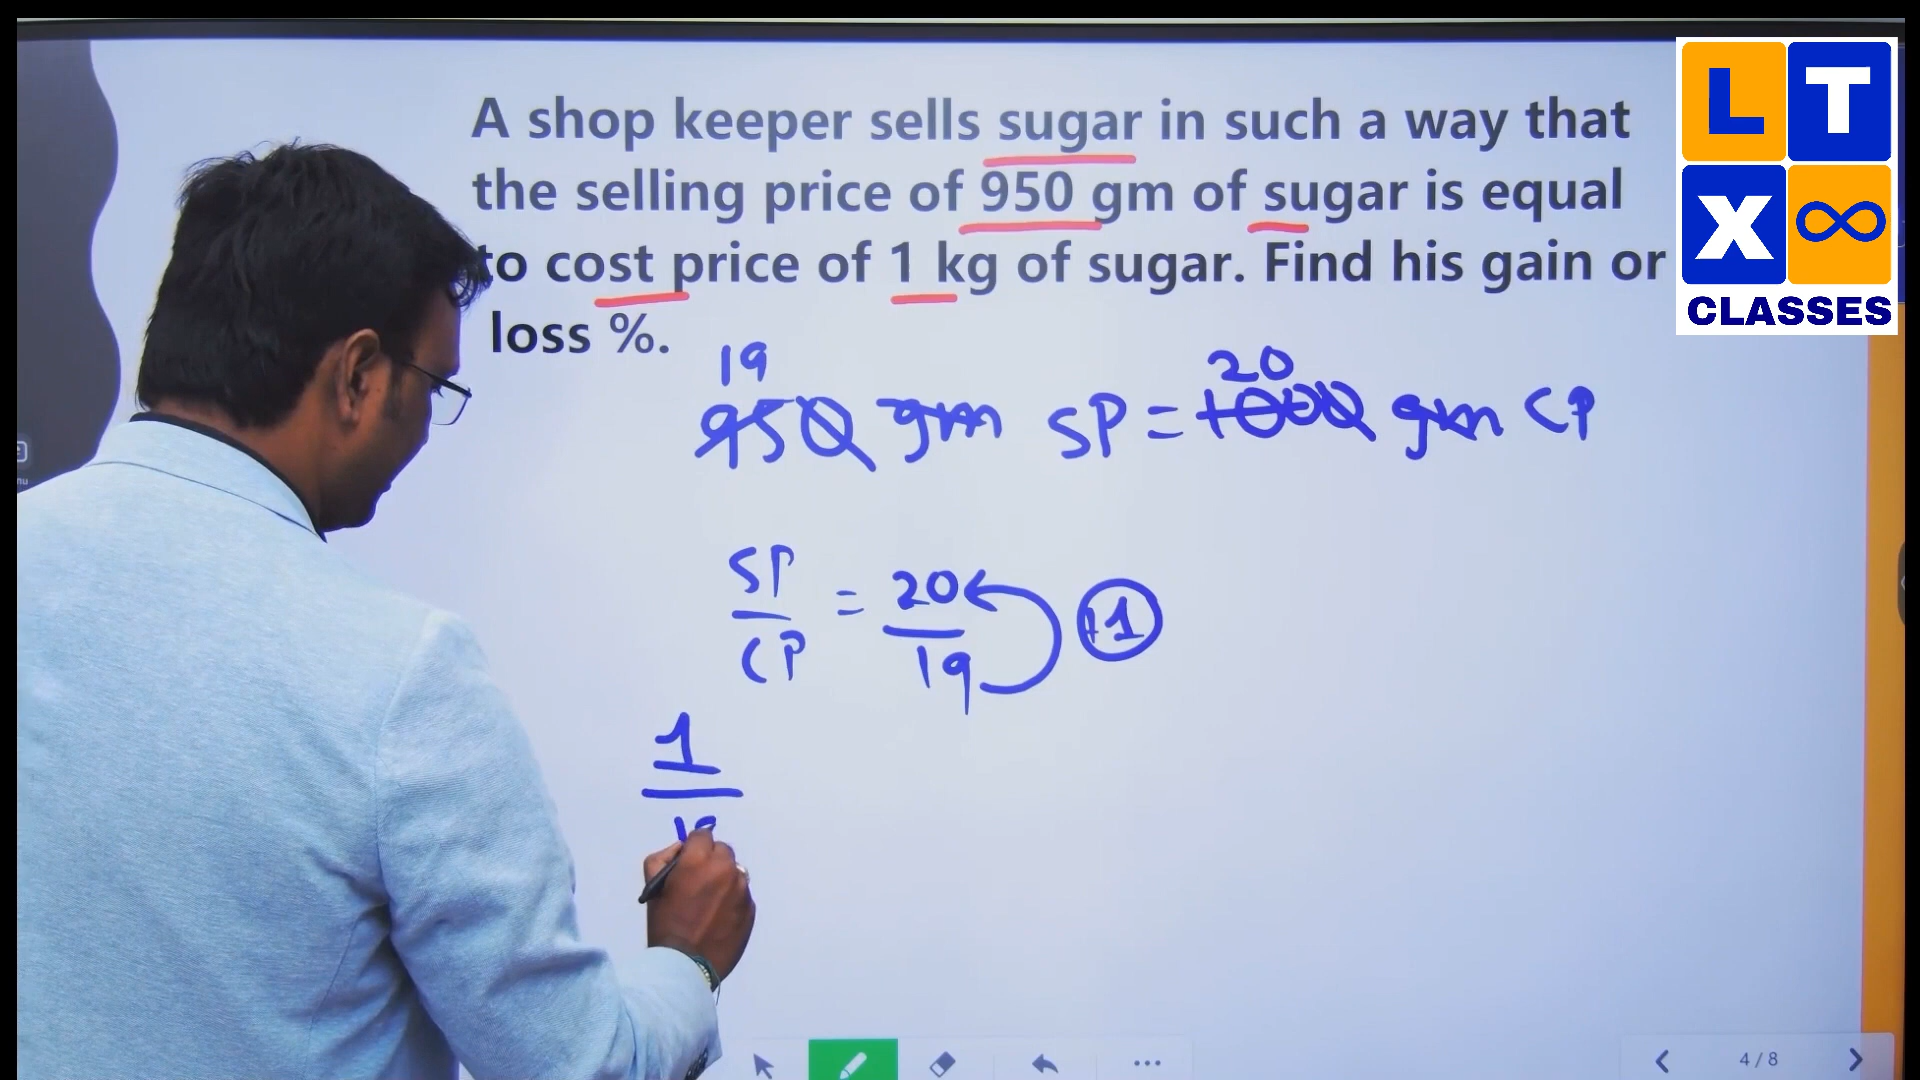 A shop keeper sells sugar in such a way that
the selling price of 950 gm of sugar is equal
to cost price of 1 kg of sugar. Find his gain or
loss %.
19 20
950 gm SP = 1000 gm CP
SP/CP = 20/19 +1
1
L T
X ∞
CLASSES
4 / 8